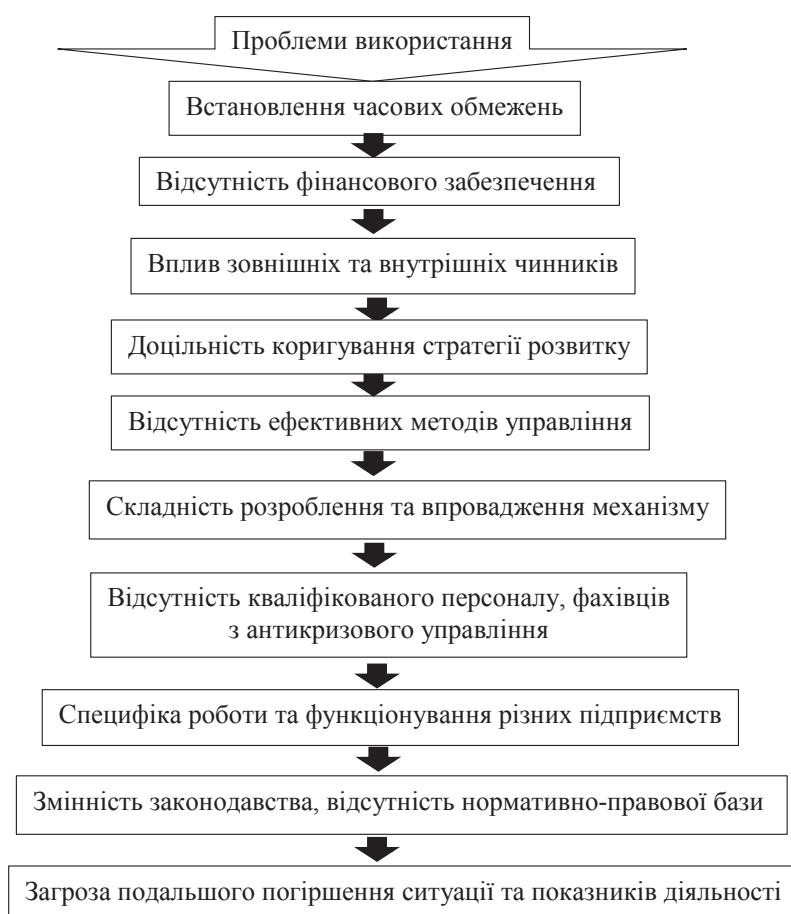 Проблеми використання
Встановлення часових обмежень
Відсутність фінансового забезпечення
Вплив зовнішніх та внутрішніх чинників
Доцільність коригування стратегії розвитку
Відсутність ефективних методів управління
Складність розроблення та впровадження механізму
Відсутність кваліфікованого персоналу, фахівців
з антикризового управління
Специфіка роботи та функціонування різних підприємств
Змінність законодавства, відсутність нормативно-правової бази
Загроза подальшого погіршення ситуації та показників діяльності